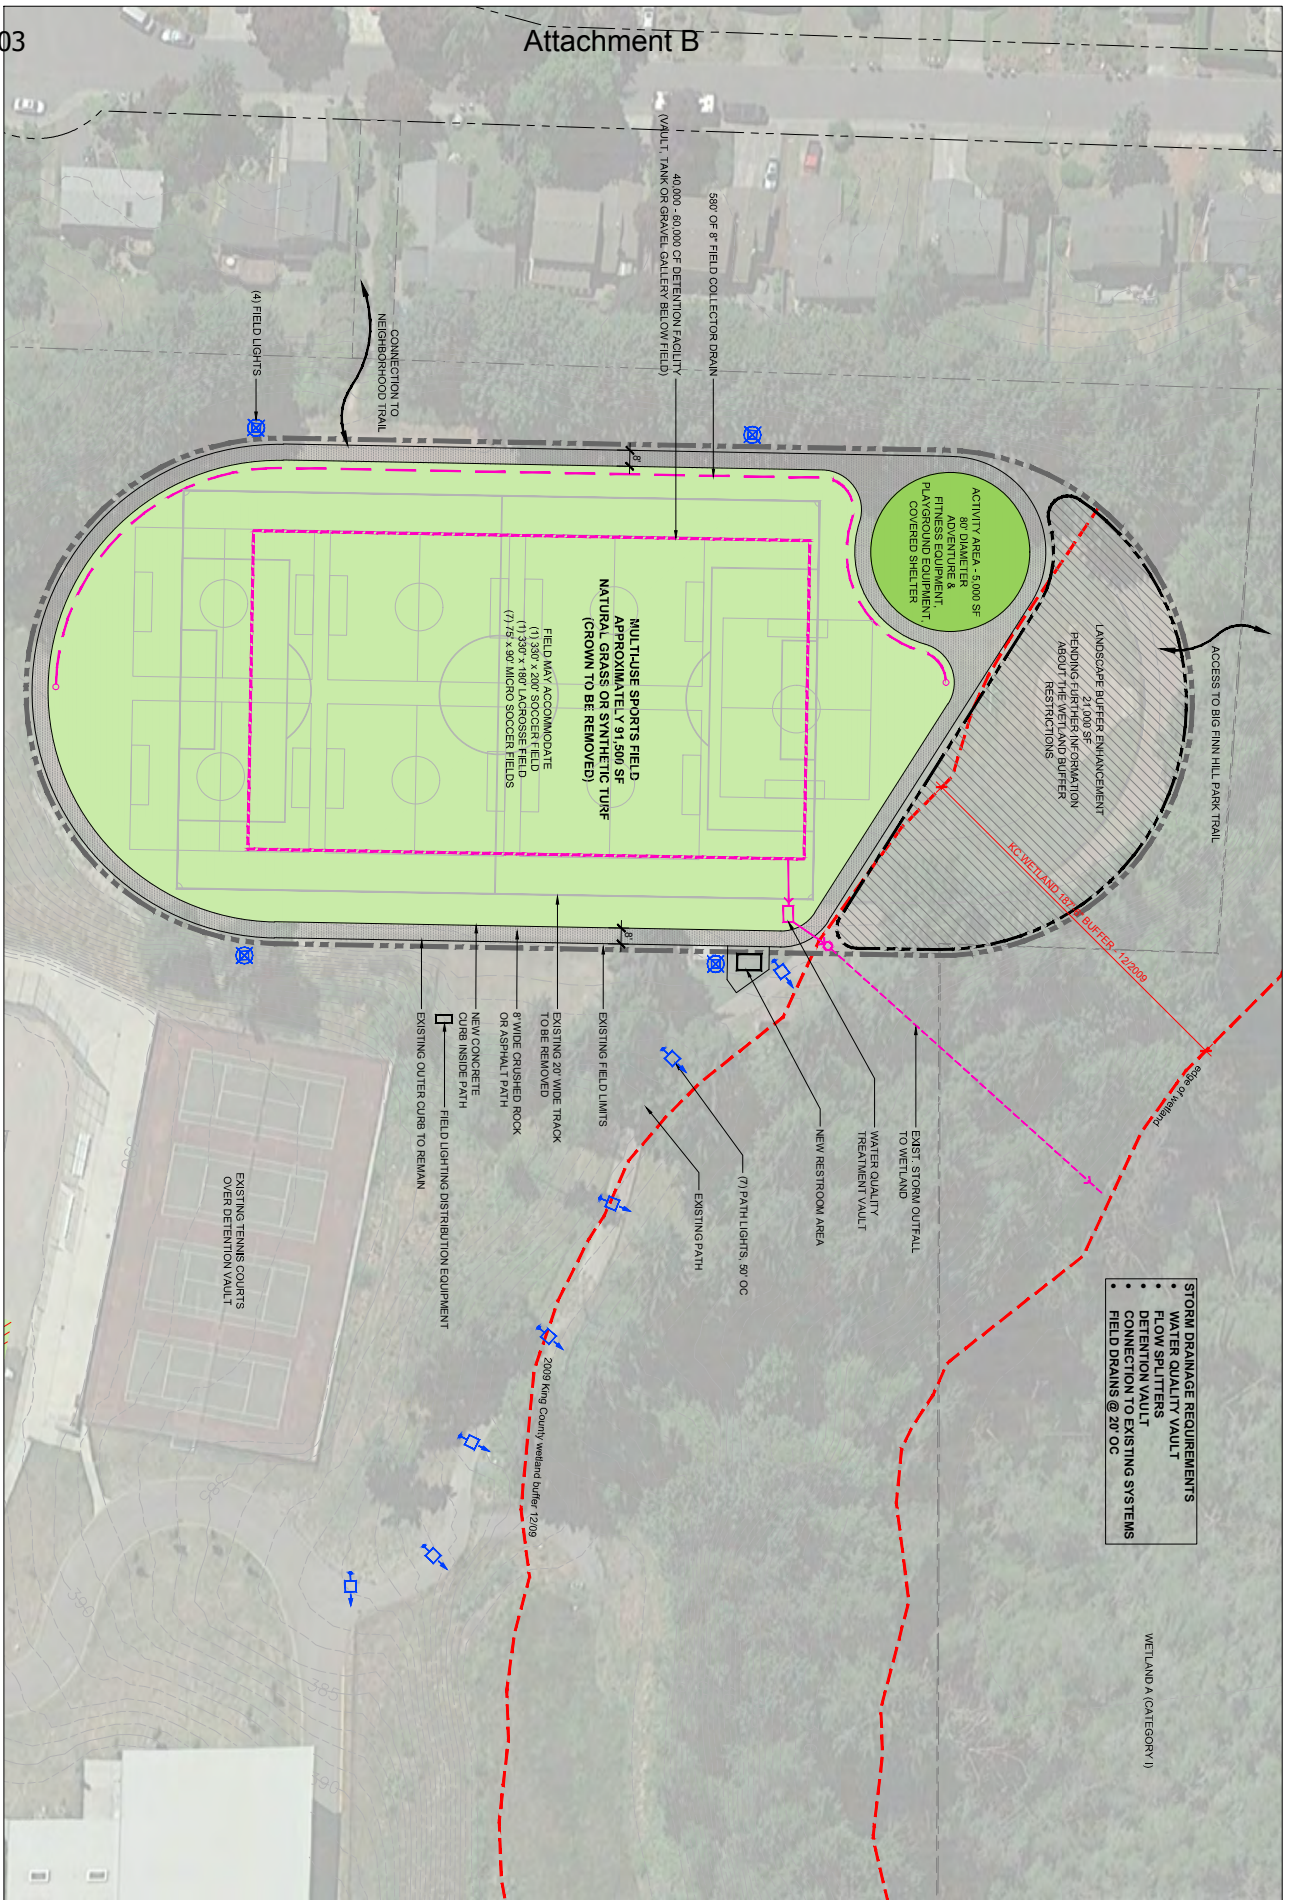 03
Attachment B
(VAULT, TANK OR GRAVEL GALLERY BELOW FIELD)
40,000 - 60,000 CF DETENTION FACILITY
580' OF 8" FIELD COLLECTOR DRAIN
(4) FIELD LIGHTS
CONNECTION TO
NEIGHBORHOOD TRAIL
8'
ACTIVITY AREA - 5,000 SF
80' DIAMETER
ADVENTURE &
FITNESS EQUIPMENT,
PLAYGROUND EQUIPMENT,
COVERED SHELTER
LANDSCAPE BUFFER ENHANCEMENT
21,000 SF
PENDING FURTHER INFORMATION
ABOUT THE WETLAND BUFFER
RESTRICTIONS
ACCESS TO BIG FINN HILL PARK TRAIL
MULTI-USE SPORTS FIELD
APPROXIMATELY 91,500 SF
NATURAL GRASS OR SYNTHETIC TURF
(CROWN TO BE REMOVED)
FIELD MAY ACCOMMODATE
(1) 330' x 200' SOCCER FIELD
(1) 330' x 180' LACROSSE FIELD
(7) 75' x 90' MICRO SOCCER FIELDS
8'
BUFFER - 12/2009
edge of wetland
EXIST. STORM OUTFALL
TO WETLAND
WATER QUALITY
TREATMENT VAULT
NEW RESTROOM AREA
(7) PATH LIGHTS, 50' OC
EXISTING PATH
EXISTING FIELD LIMITS
EXISTING 20' WIDE TRACK
TO BE REMOVED
8' WIDE CRUSHED ROCK
OR ASPHALT PATH
NEW CONCRETE
CURB INSIDE PATH
FIELD LIGHTING DISTRIBUTION EQUIPMENT
EXISTING OUTER CURB TO REMAIN
EXISTING TENNIS COURTS
OVER DETENTION VAULT
2009 King County wetland buffer 12/09
STORM DRAINAGE REQUIREMENTS
• WATER QUALITY VAULT
• FLOW SPLITTERS
• DETENTION VAULT
• CONNECTION TO EXISTING SYSTEMS
• FIELD DRAINS @ 20' OC
WETLAND A (CATEGORY I)
385
390